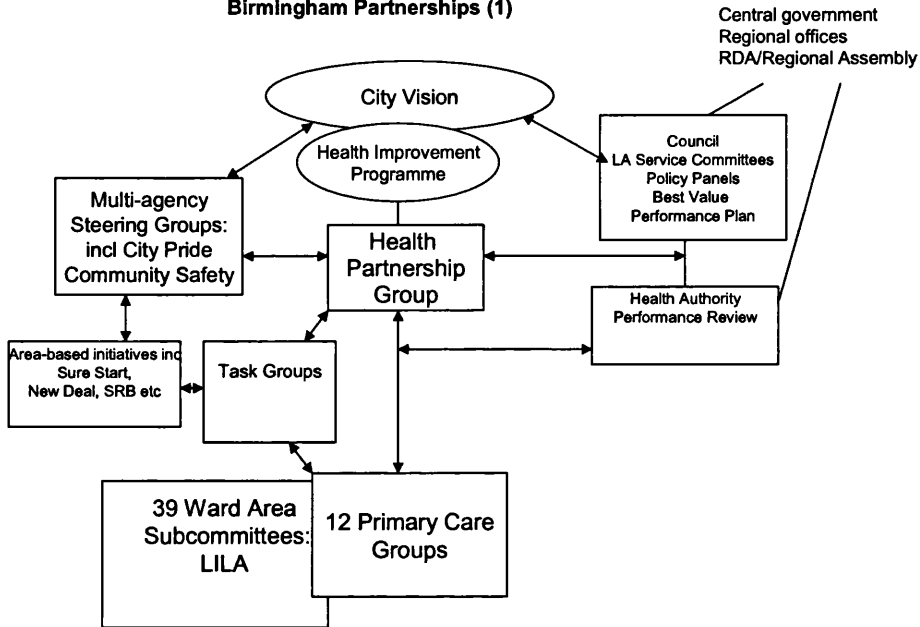 Birmingham Partnerships (1)
Central government
Regional offices
RDA/Regional Assembly
City Vision
Health Improvement
Programme
Council
LA Service Committees
Policy Panels
Best Value
Performance Plan
Multi-agency
Steering Groups:
incl City Pride
Community Safety
Health
Partnership
Group
Health Authority
Performance Review
Area-based initiatives inc
Sure Start,
New Deal, SRB etc
Task Groups
39 Ward Area
Subcommittees:
LILA
12 Primary Care
Groups